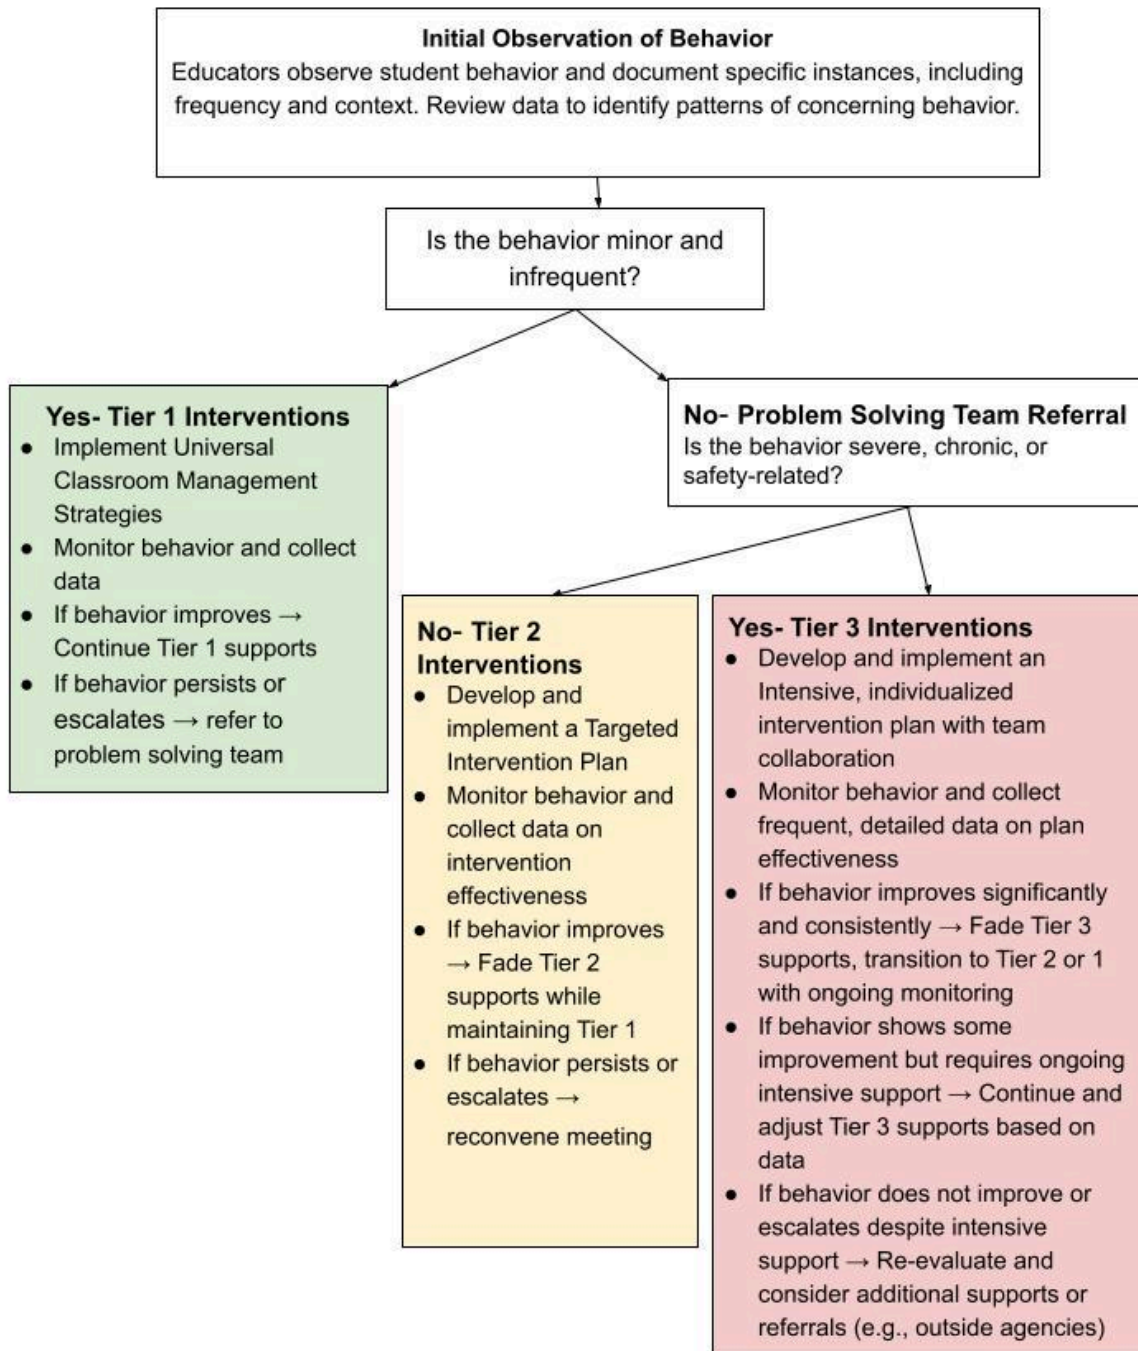 Initial Observation of Behavior
Educators observe student behavior and document specific instances, including
frequency and context. Review data to identify patterns of concerning behavior.
Is the behavior minor and
infrequent?
Yes- Tier 1 Interventions
● Implement Universal
Classroom Management
Strategies
● Monitor behavior and collect
data
● If behavior improves →
Continue Tier 1 supports
● If behavior persists or
escalates → refer to
problem solving team
No- Problem Solving Team Referral
Is the behavior severe, chronic, or
safety-related?
No- Tier 2
Interventions
● Develop and
implement a Targeted
Intervention Plan
● Monitor behavior and
collect data on
intervention
effectiveness
● If behavior improves
→ Fade Tier 2
supports while
maintaining Tier 1
● If behavior persists or
escalates →
reconvene meeting
Yes- Tier 3 Interventions
● Develop and implement an
Intensive, individualized
intervention plan with team
collaboration
● Monitor behavior and collect
frequent, detailed data on plan
effectiveness
● If behavior improves significantly
and consistently → Fade Tier 3
supports, transition to Tier 2 or 1
with ongoing monitoring
● If behavior shows some
improvement but requires ongoing
intensive support → Continue and
adjust Tier 3 supports based on
data
● If behavior does not improve or
escalates despite intensive
support → Re-evaluate and
consider additional supports or
referrals (e.g., outside agencies)